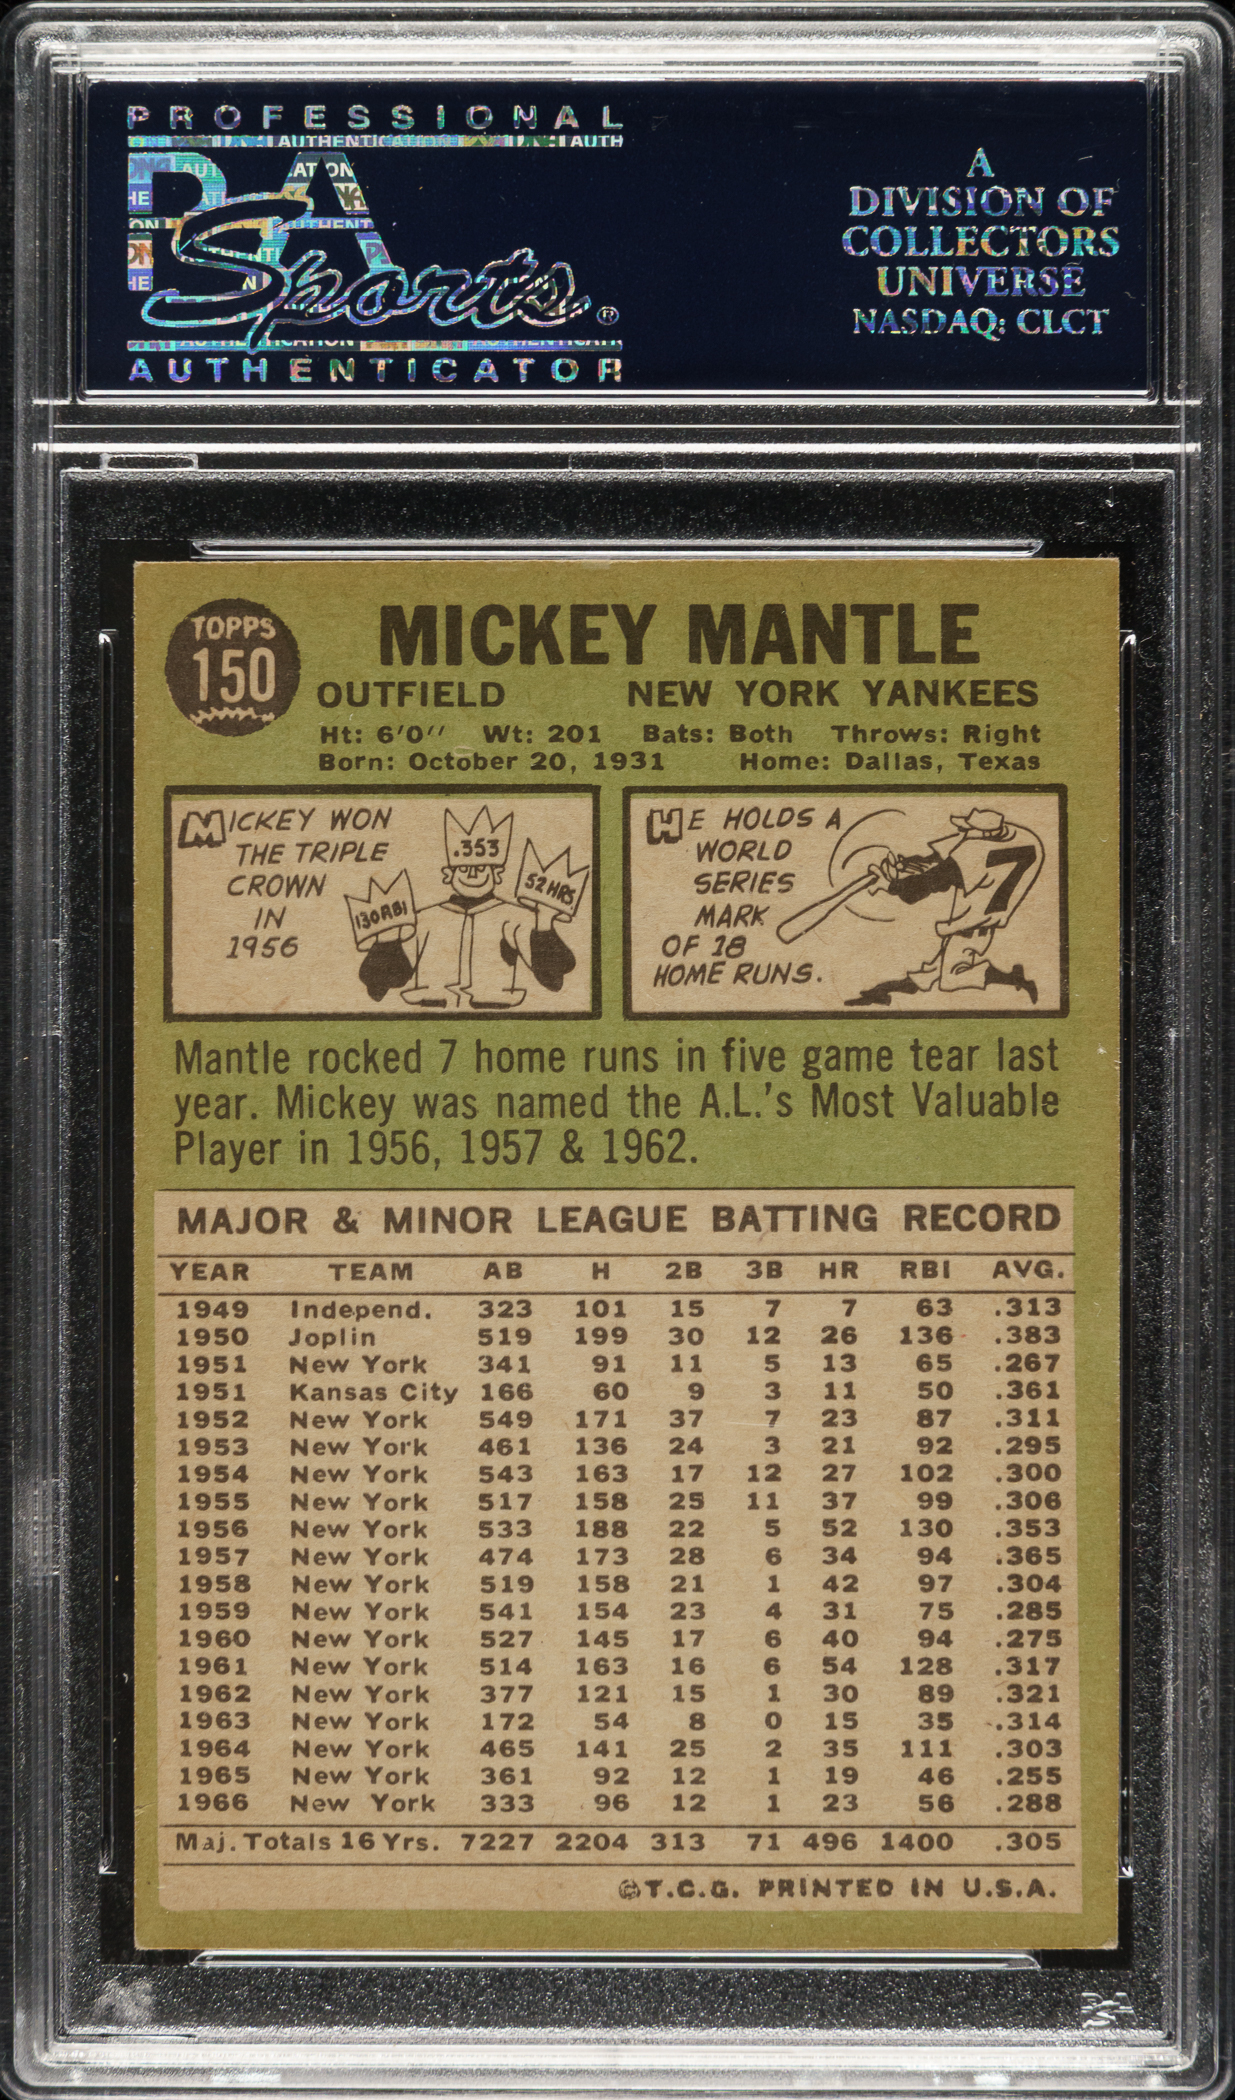 PROFESSIONAL
PSA
Sports®
AUTHENTICATOR
A
DIVISION OF
COLLECTORS
UNIVERSE
NASDAQ: CLCT
TOPPS
150
MICKEY MANTLE
OUTFIELD NEW YORK YANKEES
Ht: 6'0'' Wt: 201 Bats: Both Throws: Right
Born: October 20, 1931 Home: Dallas, Texas
MICKEY WON
THE TRIPLE
CROWN
IN
1956
.353
130 RBI
52 HRS.
HE HOLDS A
WORLD
SERIES
MARK
OF 18
HOME RUNS.
7
Mantle rocked 7 home runs in five game tear last
year. Mickey was named the A.L.'s Most Valuable
Player in 1956, 1957 & 1962.
MAJOR & MINOR LEAGUE BATTING RECORD
YEAR TEAM AB H 2B 3B HR RBI AVG.
1949 Independ. 323 101 15 7 7 63 .313
1950 Joplin 519 199 30 12 26 136 .383
1951 New York 341 91 11 5 13 65 .267
1951 Kansas City 166 60 9 3 11 50 .361
1952 New York 549 171 37 7 23 87 .311
1953 New York 461 136 24 3 21 92 .295
1954 New York 543 163 17 12 27 102 .300
1955 New York 517 158 25 11 37 99 .306
1956 New York 533 188 22 5 52 130 .353
1957 New York 474 173 28 6 34 94 .365
1958 New York 519 158 21 1 42 97 .304
1959 New York 541 154 23 4 31 75 .285
1960 New York 527 145 17 6 40 94 .275
1961 New York 514 163 16 6 54 128 .317
1962 New York 377 121 15 1 30 89 .321
1963 New York 172 54 8 0 15 35 .314
1964 New York 465 141 25 2 35 111 .303
1965 New York 361 92 12 1 19 46 .255
1966 New York 333 96 12 1 23 56 .288
Maj. Totals 16 Yrs. 7227 2204 313 71 496 1400 .305
©T.C.G. PRINTED IN U.S.A.
PSA